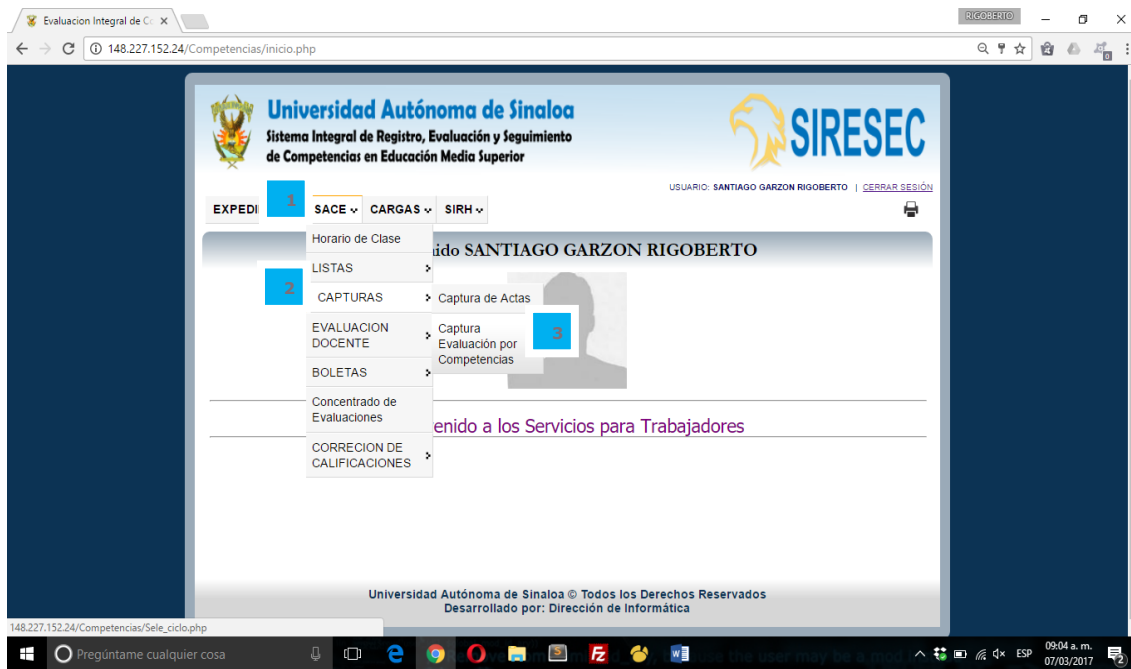 Evaluacion Integral de Co
RIGOBERTO
148.227.152.24/Competencias/inicio.php
Universidad Autónoma de Sinaloa
Sistema Integral de Registro, Evaluación y Seguimiento
de Competencias en Educación Media Superior
SIRESEC
USUARIO: SANTIAGO GARZON RIGOBERTO | CERRAR SESIÓN
EXPEDI 1 SACE CARGAS SIRH
Horario de Clase
ido SANTIAGO GARZON RIGOBERTO
LISTAS
2 CAPTURAS
Captura de Actas
EVALUACION
DOCENTE
Captura
Evaluación por
Competencias
3
BOLETAS
Concentrado de
Evaluaciones
enido a los Servicios para Trabajadores
CORRECION DE
CALIFICACIONES
Universidad Autónoma de Sinaloa © Todos los Derechos Reservados
Desarrollado por: Dirección de Informática
148.227.152.24/Competencias/Sele_ciclo.php
Pregúntame cualquier cosa
ESP
09:04 a. m.
07/03/2017